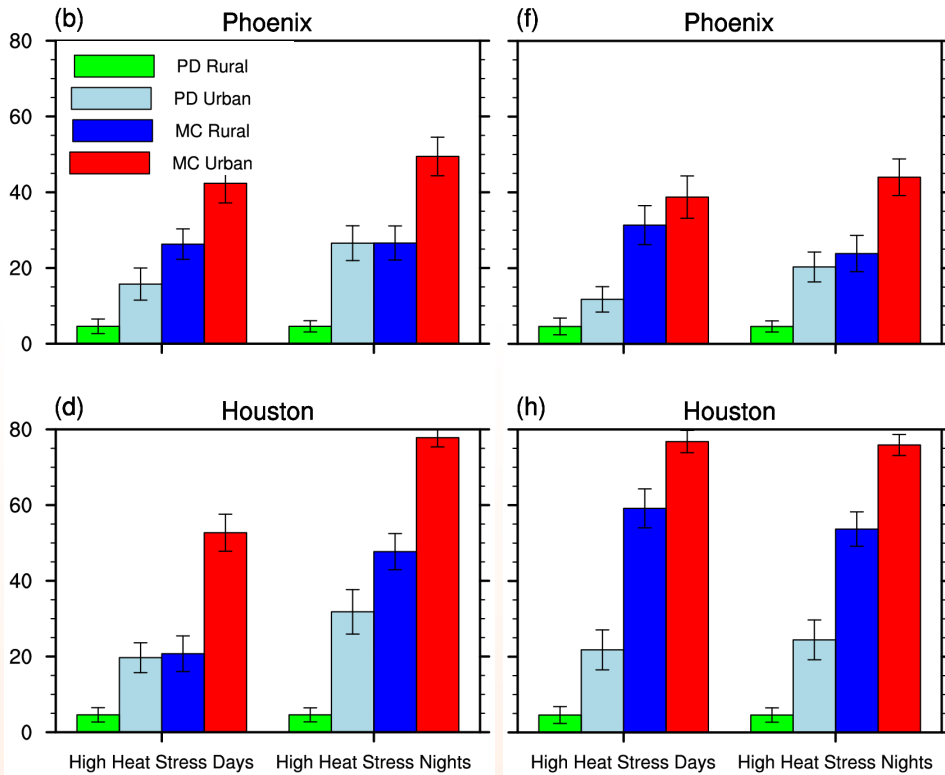 (b) Phoenix
80
60
40
20
0
PD Rural
PD Urban
MC Rural
MC Urban
(f) Phoenix
(d) Houston
80
60
40
20
0
High Heat Stress Days High Heat Stress Nights
(h) Houston
High Heat Stress Days High Heat Stress Nights